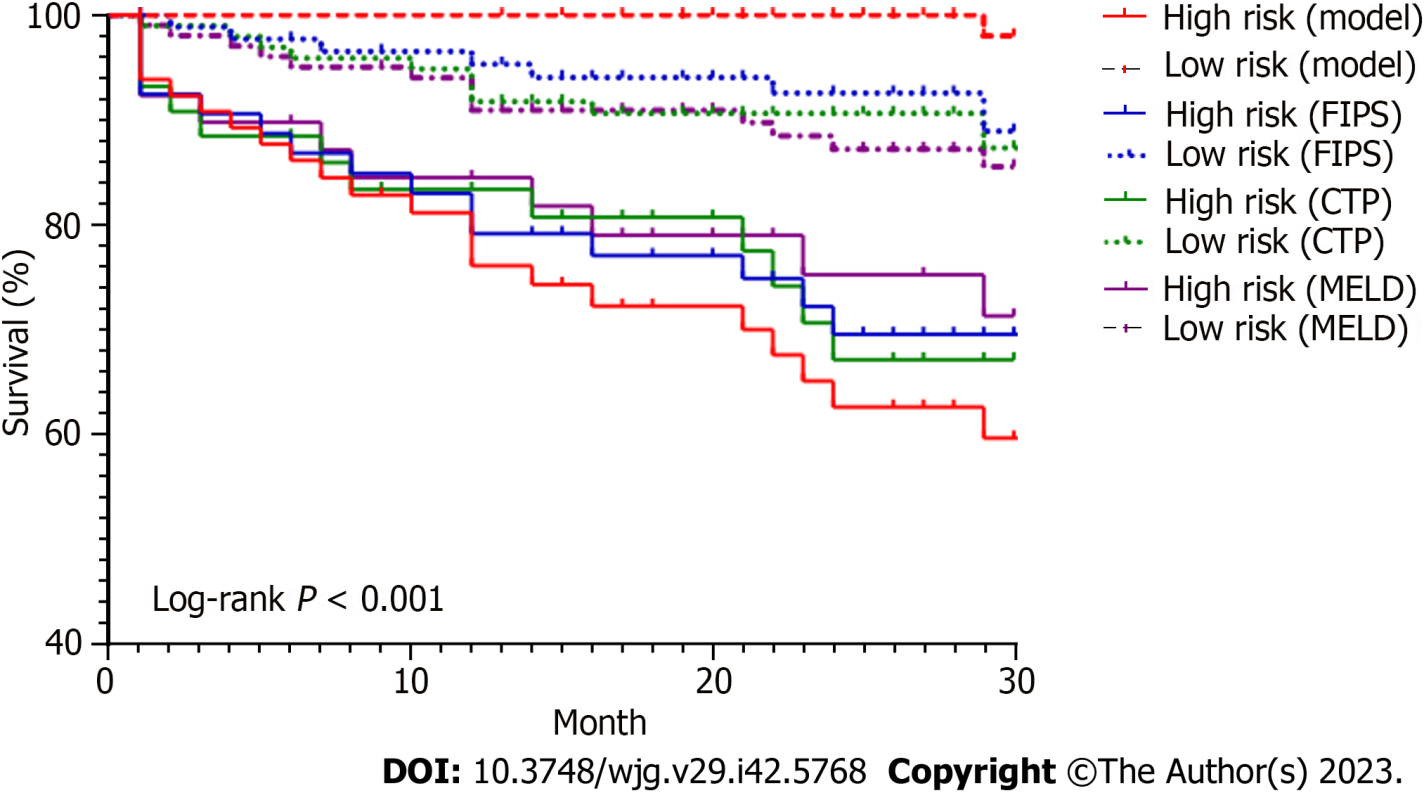 100
80
60
40
Survival (%)
0
10
20
30
Month
Log-rank P < 0.001
High risk (model)
Low risk (model)
High risk (FIPS)
Low risk (FIPS)
High risk (CTP)
Low risk (CTP)
High risk (MELD)
Low risk (MELD)
DOI: 10.3748/wjg.v29.i42.5768 Copyright ©The Author(s) 2023.